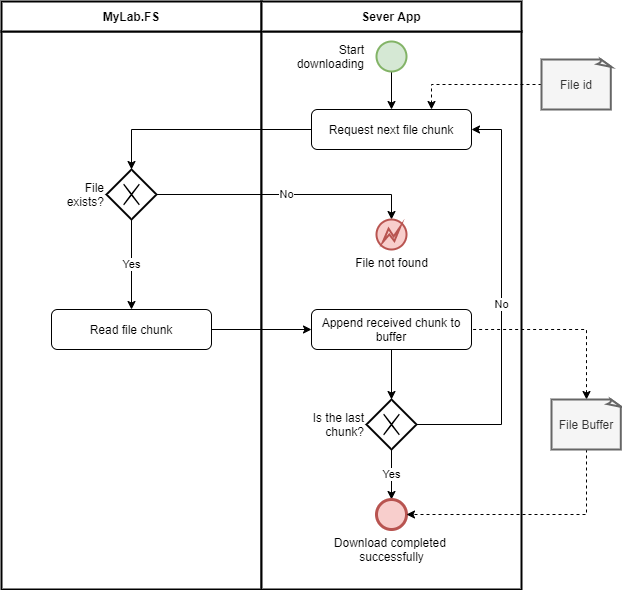 MyLab.FS
Sever App
Start
downloading
File id
Request next file chunk
File
exists?
No
File not found
Yes
No
Read file chunk
Append received chunk to
buffer
Is the last
chunk?
File Buffer
Yes
Download completed
successfully